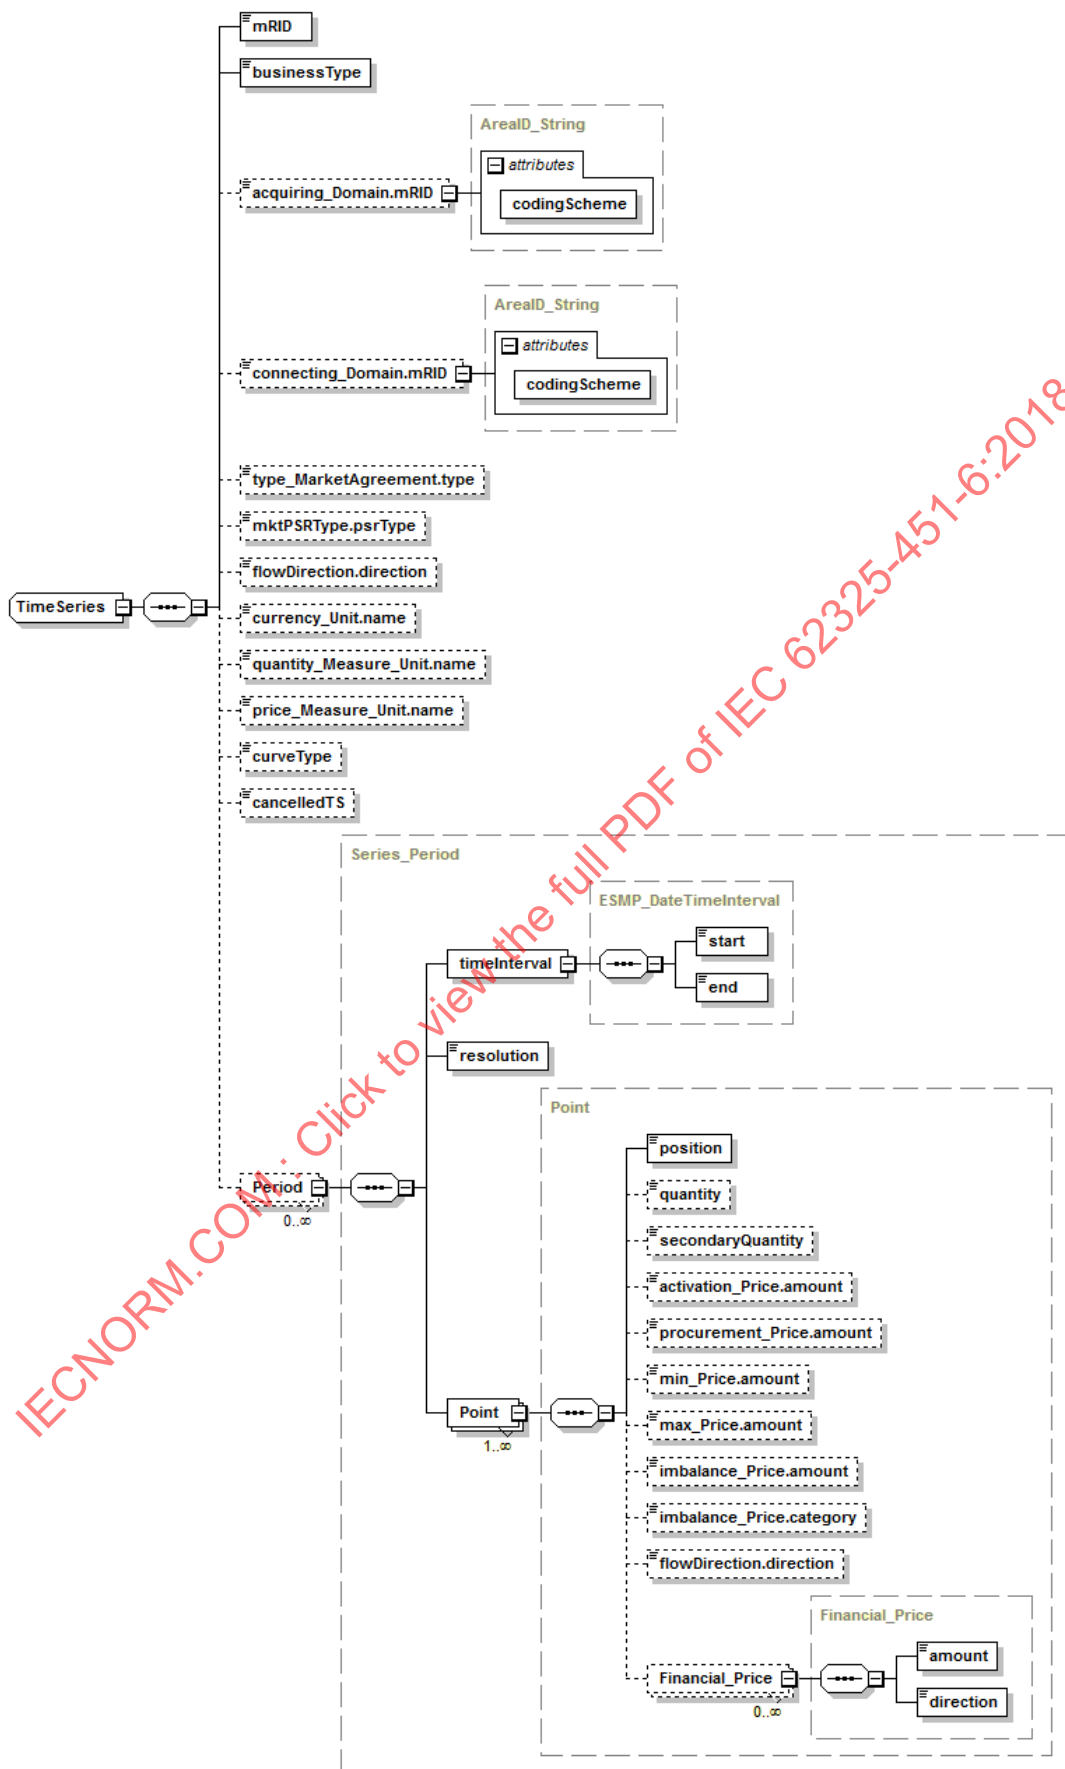 mRID
businessType
AreaID_String
attributes
acquiring_Domain.mRID
codingScheme
AreaID_String
attributes
connecting_Domain.mRID
codingScheme
type_MarketAgreement.type
mktPSRType.psrType
flowDirection.direction
TimeSeries
currency_Unit.name
quantity_Measure_Unit.name
price_Measure_Unit.name
curveType
cancelledTS
Series_Period
ESMP_DateTimeInterval
start
timeInterval
end
resolution
Point
position
Period
0..∞
quantity
secondaryQuantity
activation_Price.amount
procurement_Price.amount
min_Price.amount
Point
1..∞
max_Price.amount
imbalance_Price.amount
imbalance_Price.category
flowDirection.direction
Financial_Price
amount
Financial_Price
0..∞
direction
IECNORM.COM : Click to view the full PDF of IEC 62325-451-6:2018